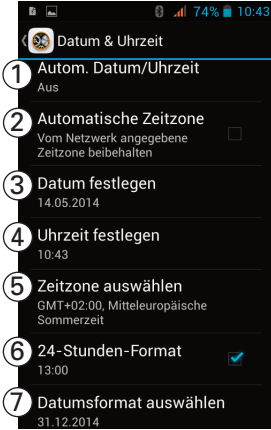 74% 10:43
Datum & Uhrzeit
1 Autom. Datum/Uhrzeit
Aus
2 Automatische Zeitzone
Vom Netzwerk angegebene
Zeitzone beibehalten
3 Datum festlegen
14.05.2014
4 Uhrzeit festlegen
10:43
5 Zeitzone auswählen
GMT+02:00, Mitteleuropäische
Sommerzeit
6 24-Stunden-Format
13:00
7 Datumsformat auswählen
31.12.2014